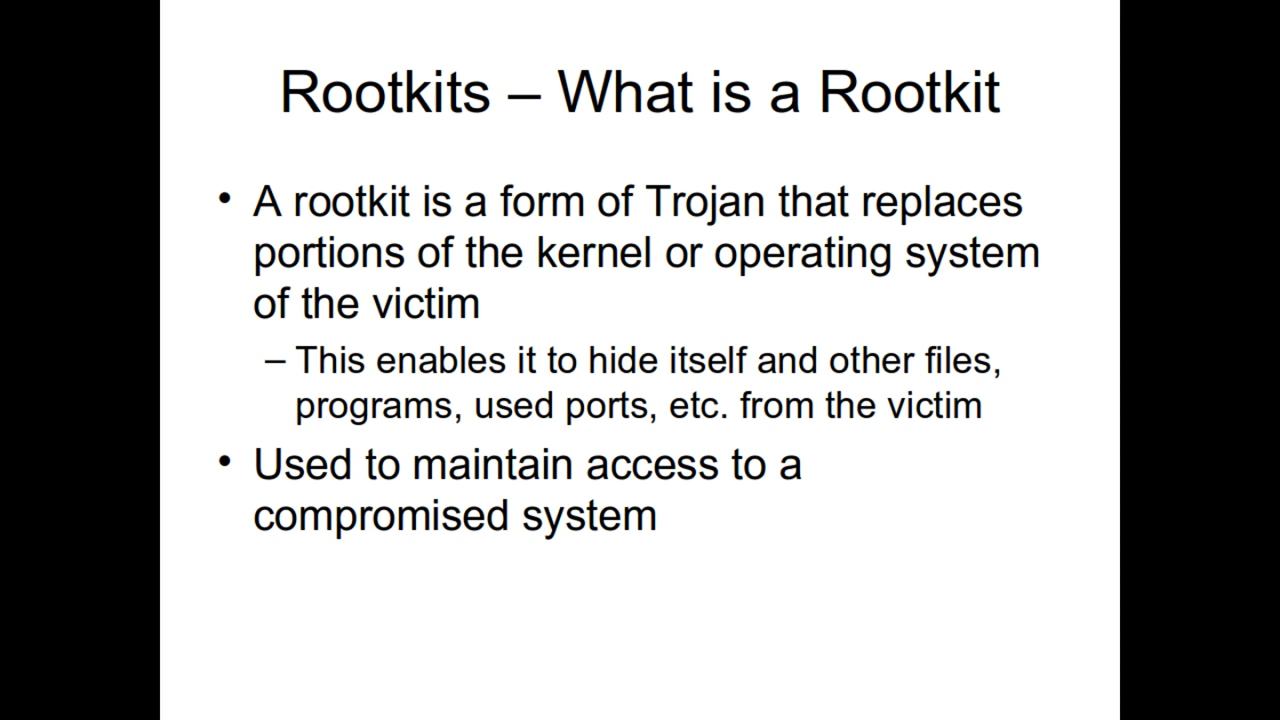 Rootkits – What is a Rootkit
• A rootkit is a form of Trojan that replaces
portions of the kernel or operating system
of the victim
– This enables it to hide itself and other files,
programs, used ports, etc. from the victim
• Used to maintain access to a
compromised system